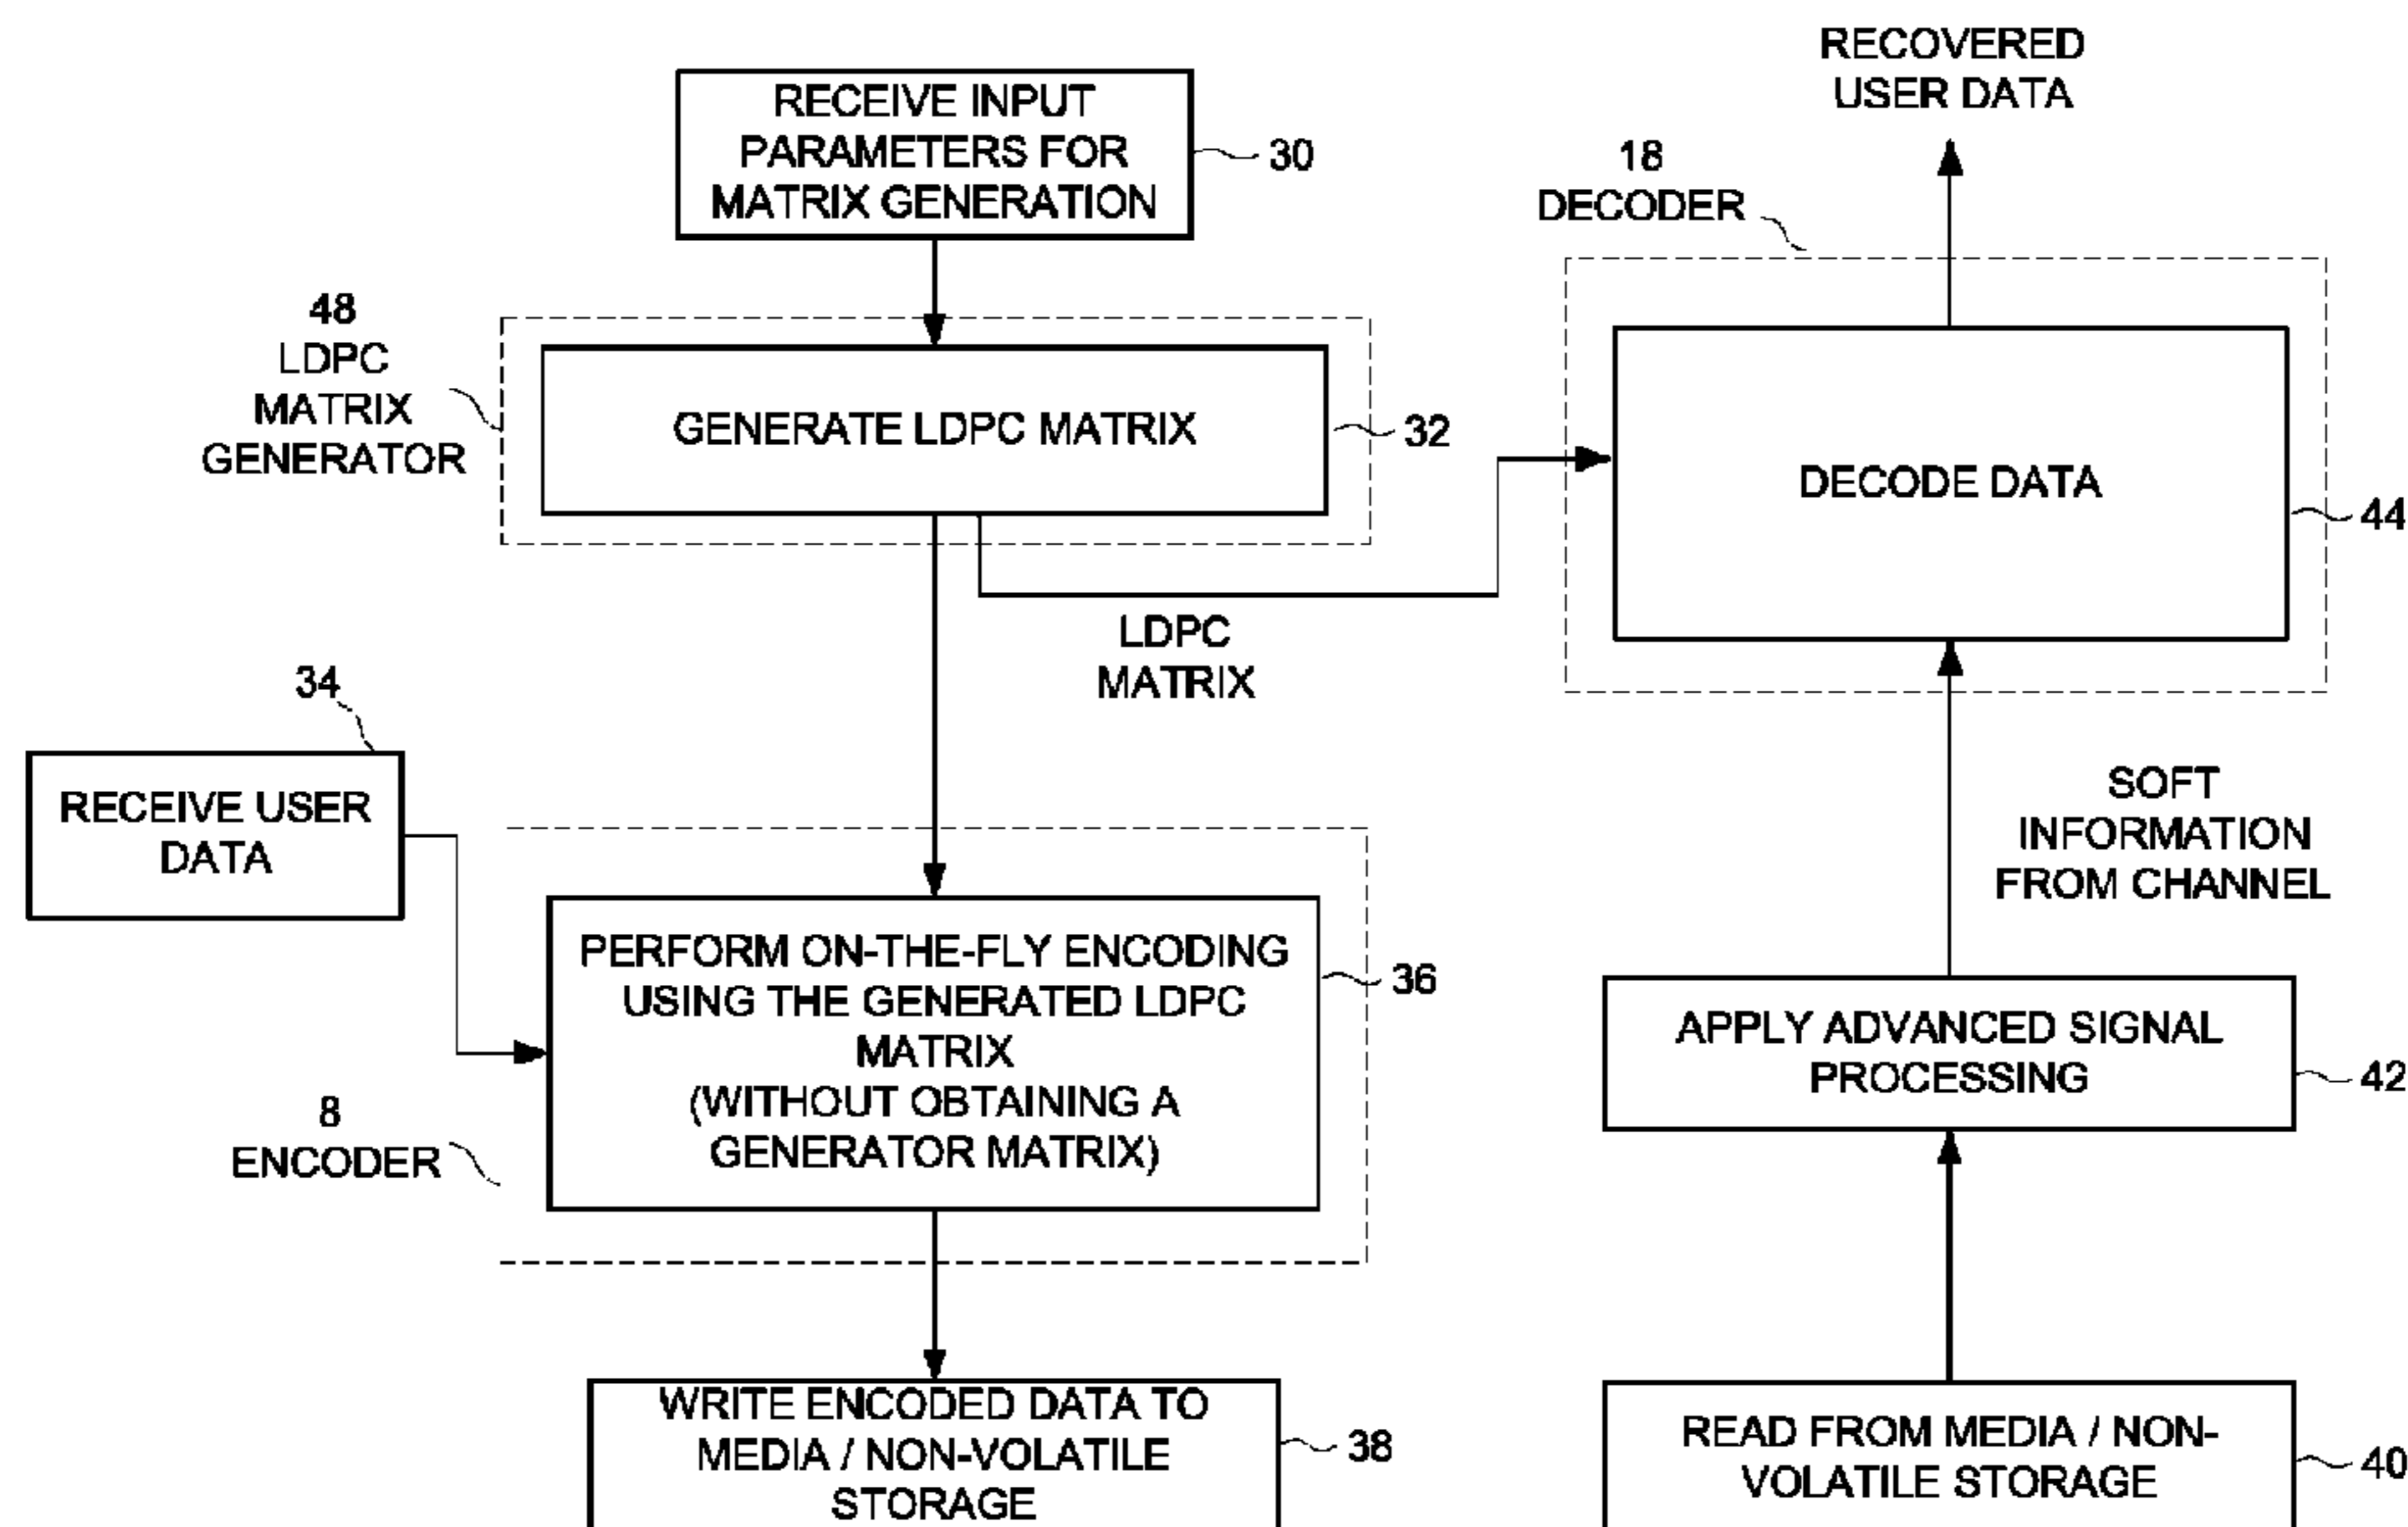 RECOVERED
USER DATA
RECEIVE INPUT
PARAMETERS FOR
MATRIX GENERATION
30
18
DECODER
48
LDPC
MATRIX
GENERATOR
GENERATE LDPC MATRIX
32
DECODE DATA
44
LDPC
MATRIX
34
RECEIVE USER
DATA
SOFT
INFORMATION
FROM CHANNEL
PERFORM ON-THE-FLY ENCODING
USING THE GENERATED LDPC
MATRIX
(WITHOUT OBTAINING A
GENERATOR MATRIX)
36
8
ENCODER
APPLY ADVANCED SIGNAL
PROCESSING
42
WRITE ENCODED DATA TO
MEDIA / NON-VOLATILE
STORAGE
38
READ FROM MEDIA / NON-
VOLATILE STORAGE
40